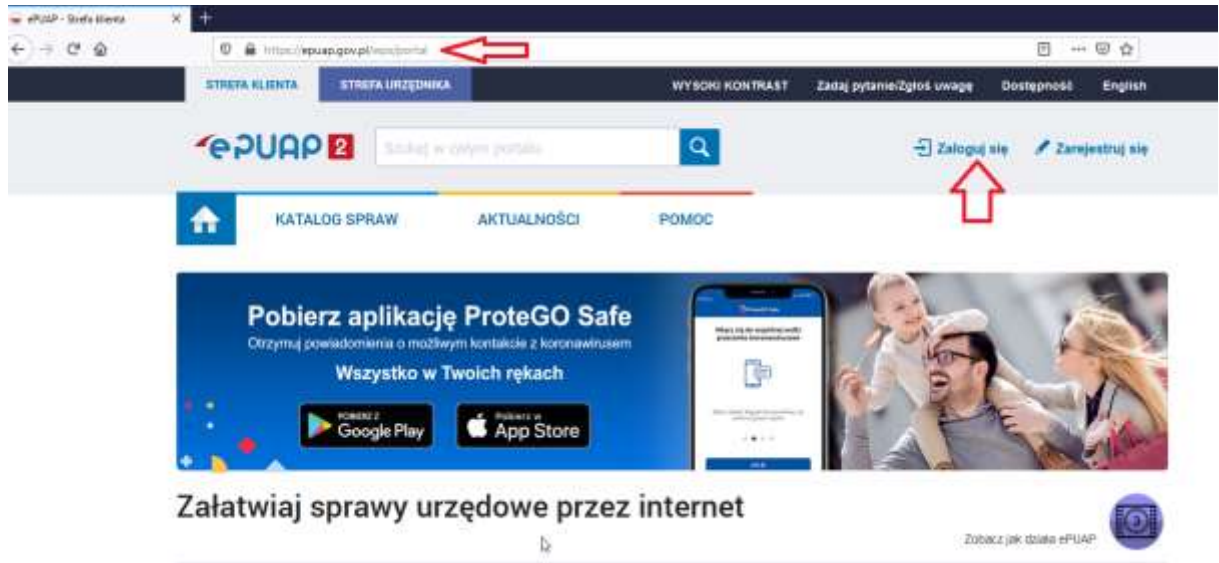 ePUAP - Strefa klienta
https://epuap.gov.pl/wps/portal
STREFA KLIENTA STREFA URZĘDNIKA WYSOKI KONTRAST Zadaj pytanie/Zgłoś uwagę Dostępność English
ePUAP 2 Szukaj w całym portalu Zaloguj się Zarejestruj się
KATALOG SPRAW AKTUALNOŚCI POMOC
Pobierz aplikację ProteGO Safe
Otrzymuj powiadomienia o możliwym kontakcie z koronawirusem
Wszystko w Twoich rękach
POBIERZ Z
Google Play
Pobierz w
App Store
Załatwiaj sprawy urzędowe przez internet
Zobacz jak działa ePUAP